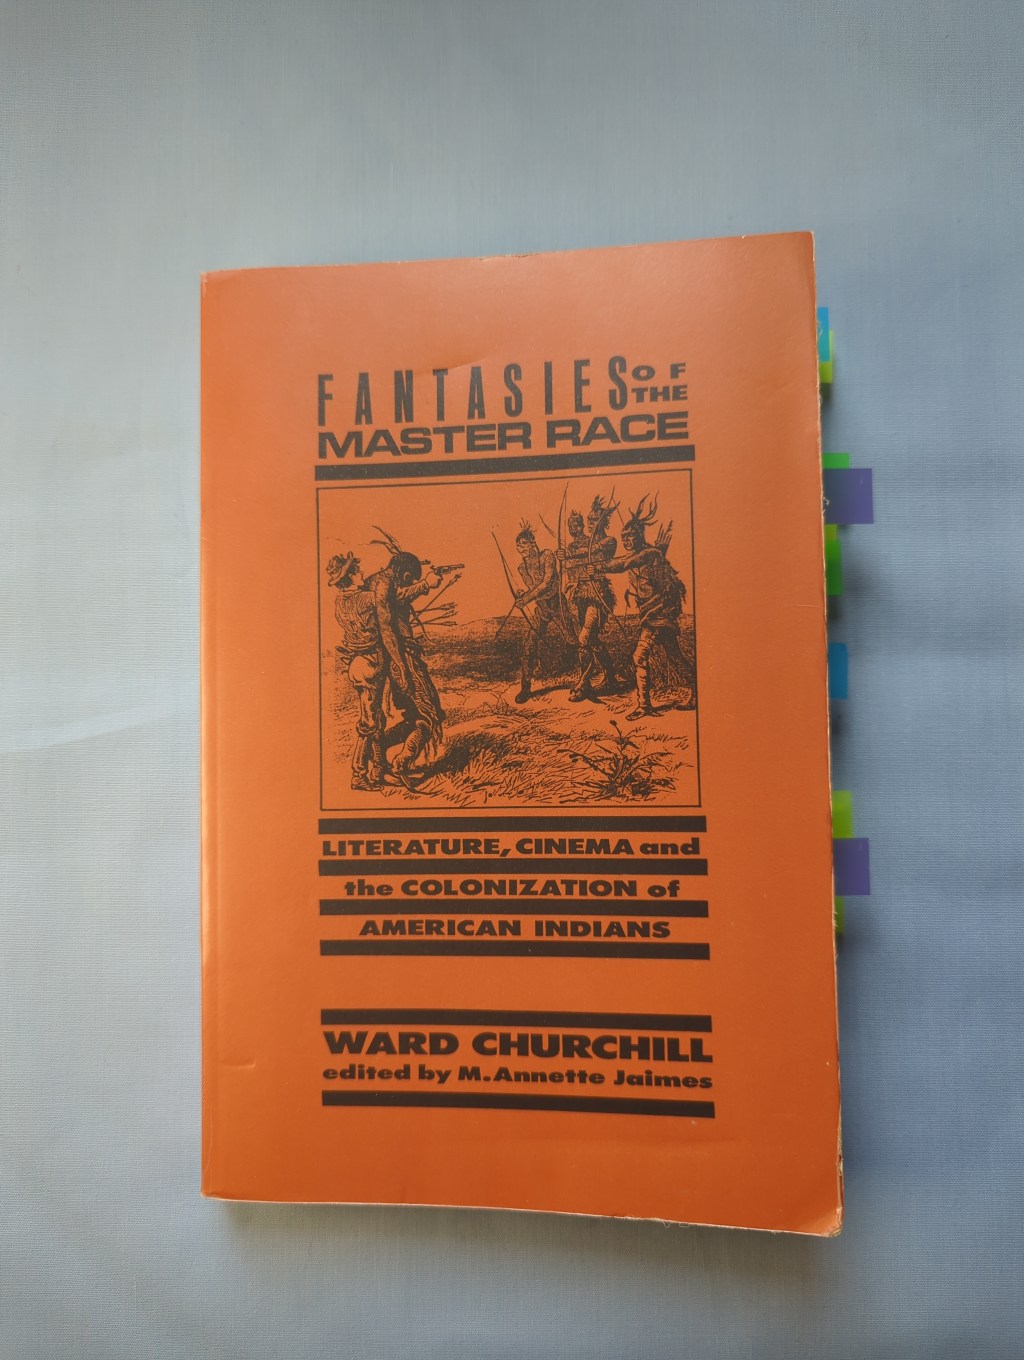 FANTASIES OF THE
MASTER RACE
LITERATURE, CINEMA and
the COLONIZATION of
AMERICAN INDIANS
WARD CHURCHILL
edited by M. Annette Jaimes